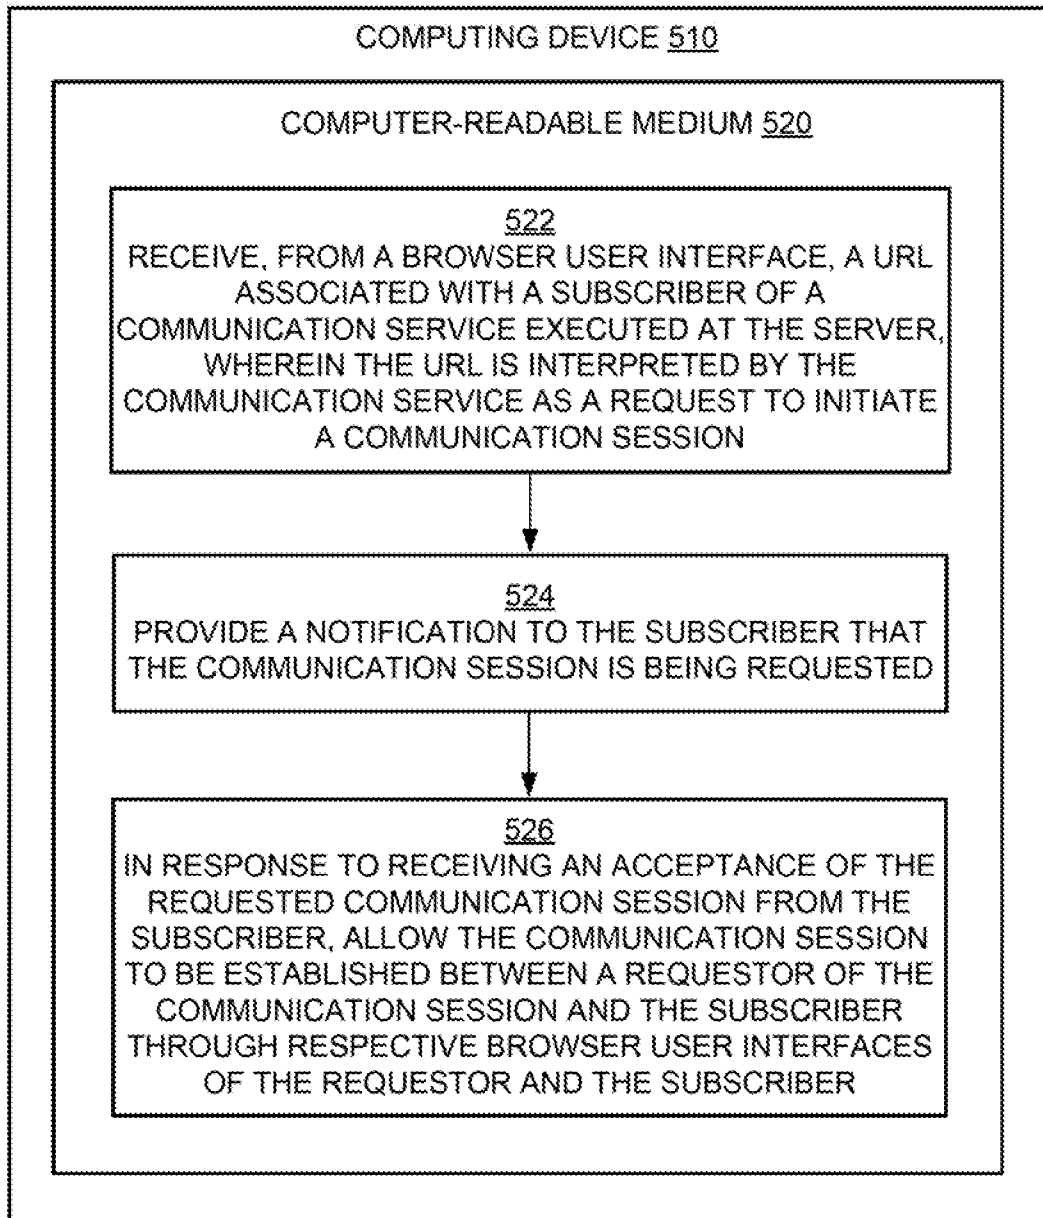 COMPUTING DEVICE 510
COMPUTER-READABLE MEDIUM 520
522
RECEIVE, FROM A BROWSER USER INTERFACE, A URL
ASSOCIATED WITH A SUBSCRIBER OF A
COMMUNICATION SERVICE EXECUTED AT THE SERVER,
WHEREIN THE URL IS INTERPRETED BY THE
COMMUNICATION SERVICE AS A REQUEST TO INITIATE
A COMMUNICATION SESSION
524
PROVIDE A NOTIFICATION TO THE SUBSCRIBER THAT
THE COMMUNICATION SESSION IS BEING REQUESTED
526
IN RESPONSE TO RECEIVING AN ACCEPTANCE OF THE
REQUESTED COMMUNICATION SESSION FROM THE
SUBSCRIBER, ALLOW THE COMMUNICATION SESSION
TO BE ESTABLISHED BETWEEN A REQUESTOR OF THE
COMMUNICATION SESSION AND THE SUBSCRIBER
THROUGH RESPECTIVE BROWSER USER INTERFACES
OF THE REQUESTOR AND THE SUBSCRIBER